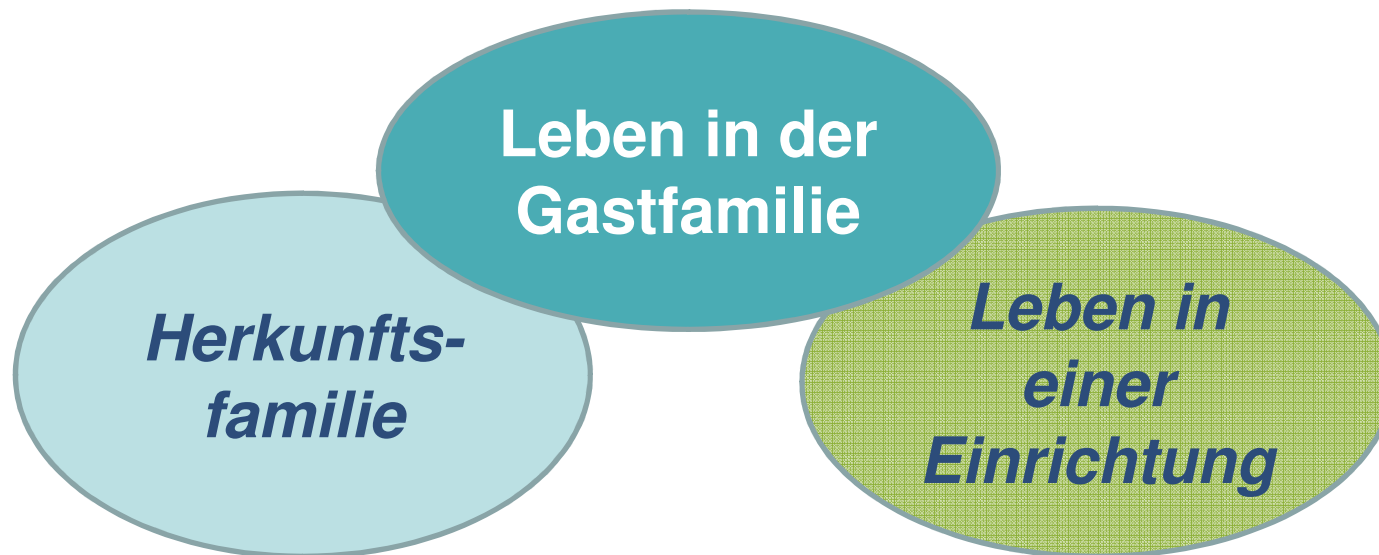 Leben in der
Gastfamilie
Herkunfts-
familie
Leben in
einer
Einrichtung